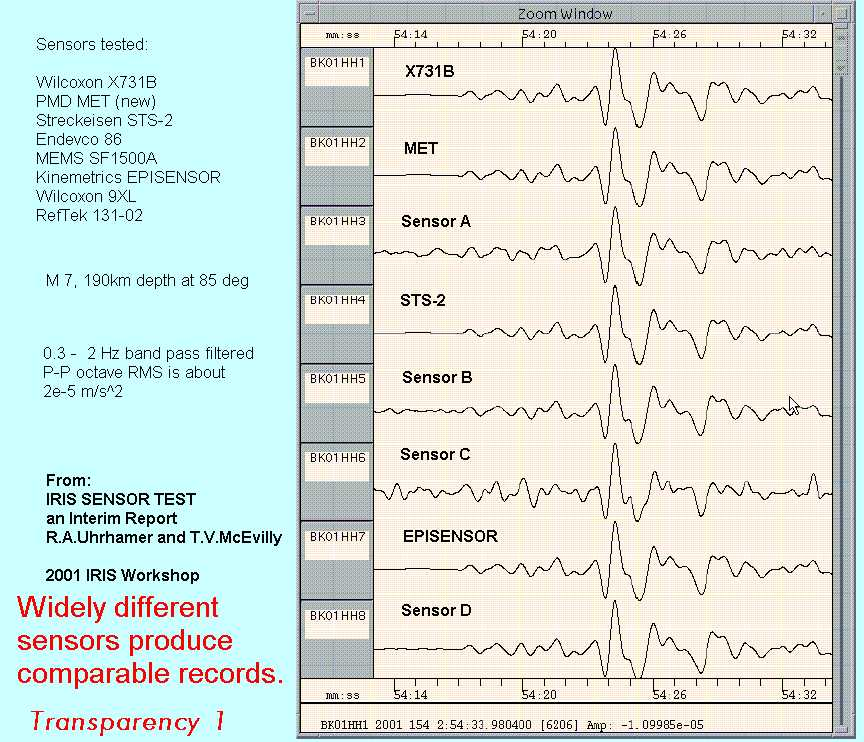 Sensors tested:
Wilcoxon X731B
PMD MET (new)
Streckeisen STS-2
Endevco 86
MEMS SF1500A
Kinemetrics EPISENSOR
Wilcoxon 9XL
RefTek 131-02
M 7, 190km depth at 85 deg
0.3 - 2 Hz band pass filtered
P-P octave RMS is about
2e-5 m/s^2
From:
IRIS SENSOR TEST
an Interim Report
R.A.Uhrhamer and T.V.McEvilly
2001 IRIS Workshop
Widely different
sensors produce
comparable records.
Transparency 1
Zoom Window
mm:ss 54:14 54:20 54:26 54:32
BK01HH1 X731B
BK01HH2 MET
BK01HH3 Sensor A
BK01HH4 STS-2
BK01HH5 Sensor B
BK01HH6 Sensor C
BK01HH7 EPISENSOR
BK01HH8 Sensor D
mm:ss 54:14 54:20 54:26 54:32
BK01HH1 2001 154 2:54:33.980400 [6206] Amp: -1.09985e-05